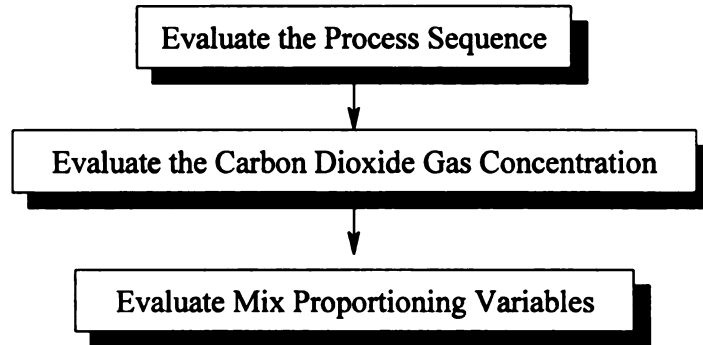 Evaluate the Process Sequence
Evaluate the Carbon Dioxide Gas Concentration
Evaluate Mix Proportioning Variables